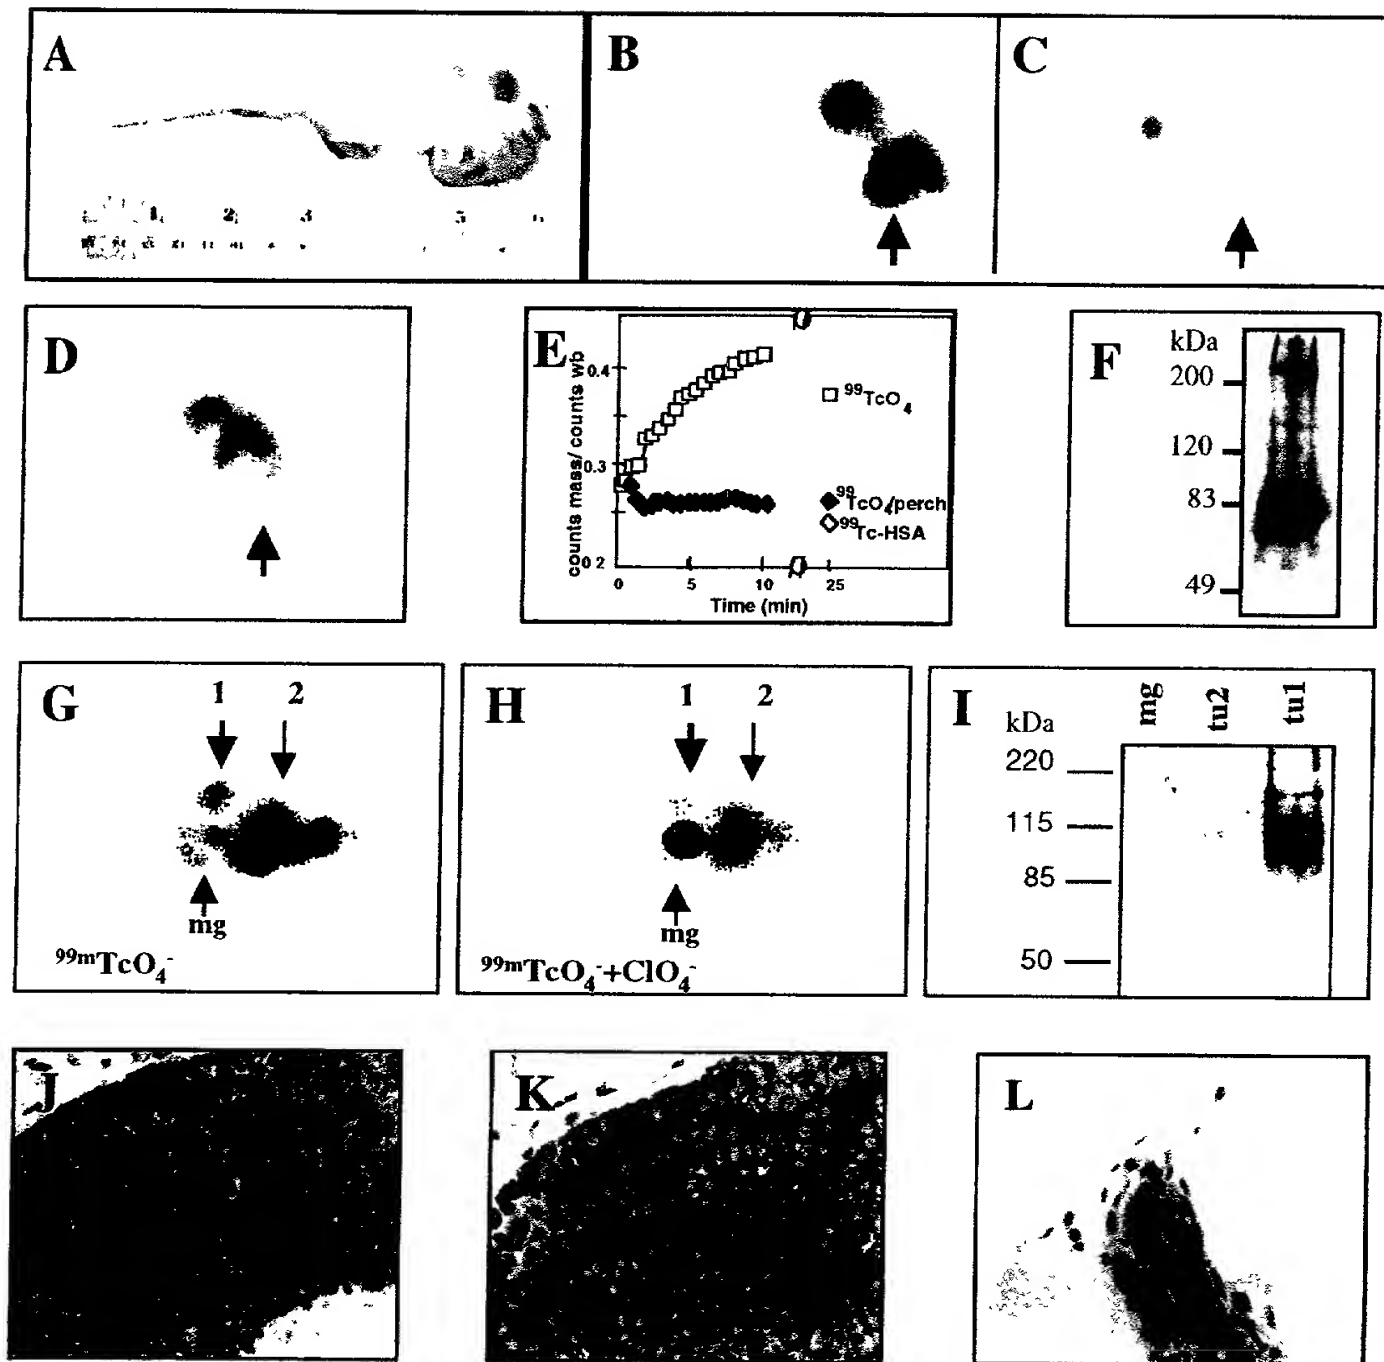 A
B
C
1 2 3 5 6
D
E
counts mass/ counts wb
0.4
0.3
0 2
0 5 10 25
Time (min)
⁹⁹TcO₄
⁹⁹TcO₄/perch
⁹⁹Tc-HSA
F
kDa
200
120
83
49
G
1 2
mg
⁹⁹ᵐTcO₄⁻
H
1 2
mg
⁹⁹ᵐTcO₄⁻+ClO₄⁻
I
kDa
mg tu2 tu1
220
115
85
50
J
K
L